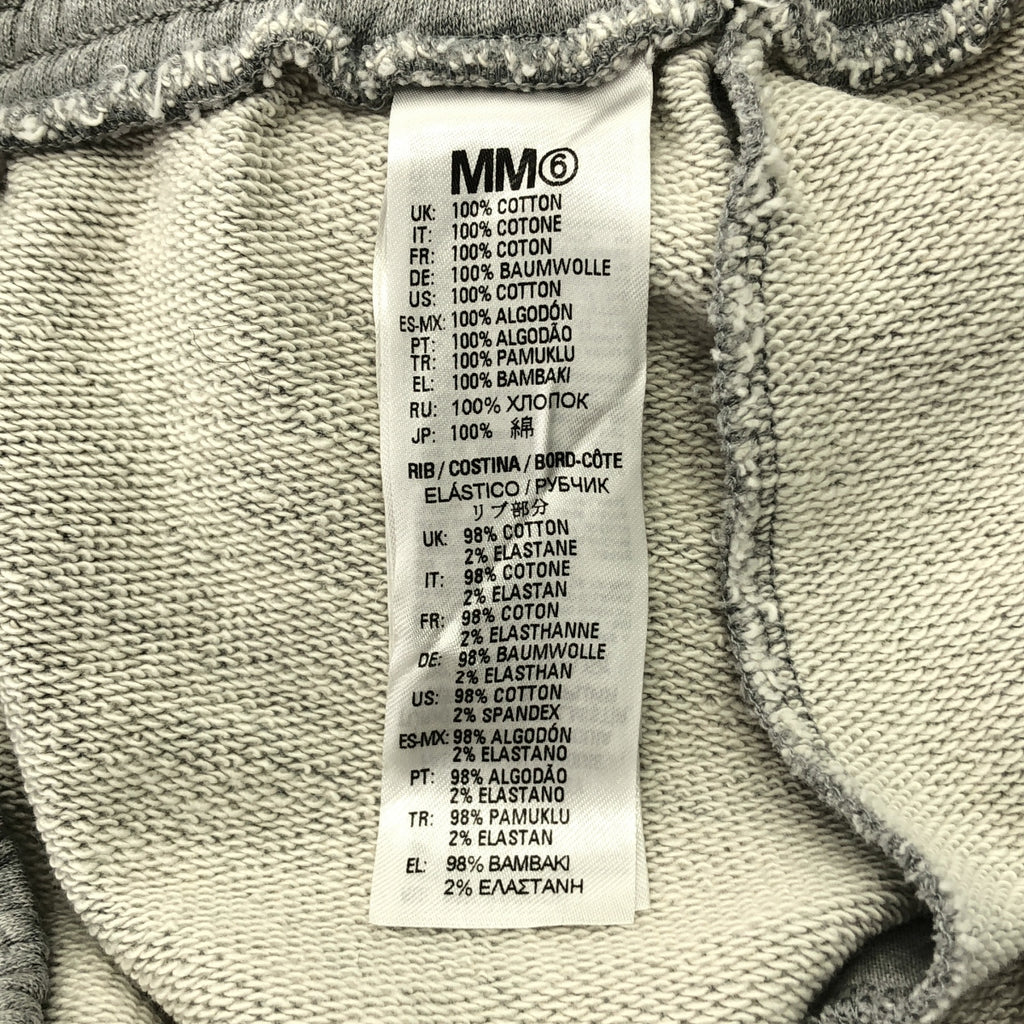 MM⑥
UK: 100% COTTON
IT: 100% COTONE
FR: 100% COTON
DE: 100% BAUMWOLLE
US: 100% COTTON
ES-MX: 100% ALGODÓN
PT: 100% ALGODÃO
TR: 100% PAMUKLU
EL: 100% BAMBAKI
RU: 100% ХЛОПОК
JP: 100% 綿
RIB / COSTINA / BORD-CÔTE
ELÁSTICO / РУБЧИК
リブ部分
UK: 98% COTTON
2% ELASTANE
IT: 98% COTONE
2% ELASTAN
FR: 98% COTON
2% ELASTHANNE
DE: 98% BAUMWOLLE
2% ELASTHAN
US: 98% COTTON
2% SPANDEX
ES-MX: 98% ALGODÓN
2% ELASTANO
PT: 98% ALGODÃO
2% ELASTANO
TR: 98% PAMUKLU
2% ELASTAN
EL: 98% BAMBAKI
2% ΕΛΑΣΤΑΝΗ